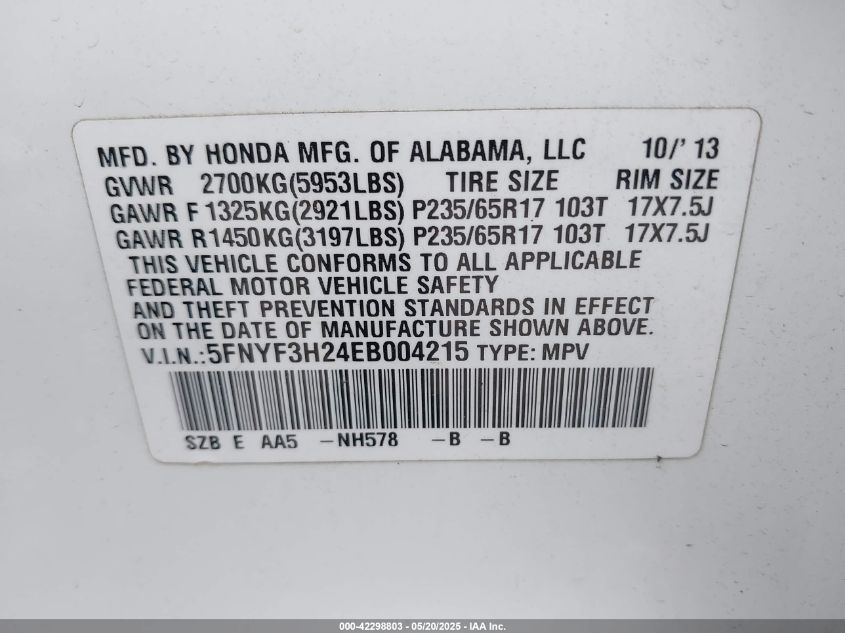 MFD. BY HONDA MFG. OF ALABAMA, LLC 10/' 13
GVWR 2700KG(5953LBS) TIRE SIZE RIM SIZE
GAWR F 1325KG(2921LBS) P235/65R17 103T 17X7.5J
GAWR R 1450KG(3197LBS) P235/65R17 103T 17X7.5J
THIS VEHICLE CONFORMS TO ALL APPLICABLE
FEDERAL MOTOR VEHICLE SAFETY
AND THEFT PREVENTION STANDARDS IN EFFECT
ON THE DATE OF MANUFACTURE SHOWN ABOVE.
V.I.N.:5FNYF3H24EB004215 TYPE: MPV
SZB E AA5 -NH578 -B -B
000-42298803 - 05/20/2025 - IAA Inc.